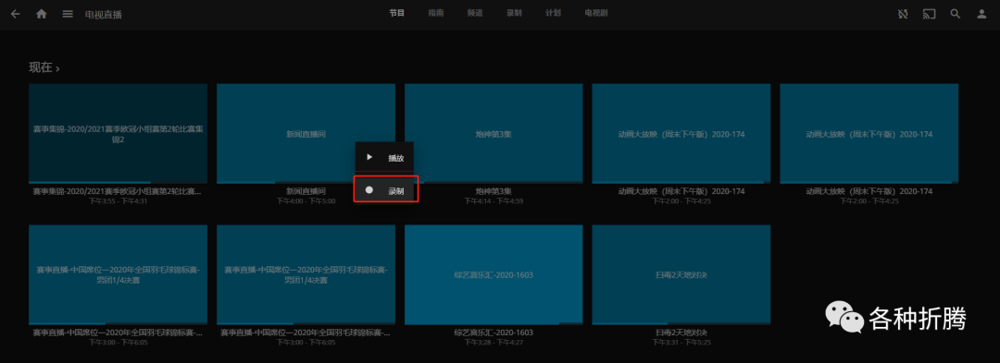 电视直播
节目 指南 频道 录制 计划 电视剧
现在 >
赛事集锦-2020/2021赛季欧冠小组赛第2轮比赛集
锦2
新闻直播间
炮神第3集
动画大放映（周末下午版）2020-174
动画大放映（周末下午版）2020-174
播放
录制
赛事集锦-2020/2021赛季欧冠小组赛第2轮比赛...
下午3:55 - 下午4:31
新闻直播间
下午4:00 - 下午5:00
炮神第3集
下午4:14 - 下午4:59
动画大放映（周末下午版）2020-174
下午2:00 - 下午4:25
动画大放映（周末下午版）2020-174
下午2:00 - 下午4:25
赛事直播-中国席位—2020年全国羽毛球锦标赛-
男团1/4决赛
赛事直播-中国席位—2020年全国羽毛球锦标赛-
男团1/4决赛
综艺喜乐汇-2020-1603
扫毒2天地对决
赛事直播-中国席位—2020年全国羽毛球锦标赛-...
下午3:00 - 下午6:05
赛事直播-中国席位—2020年全国羽毛球锦标赛-...
下午3:00 - 下午6:05
综艺喜乐汇-2020-1603
下午3:28 - 下午4:27
扫毒2天地对决
下午3:31 - 下午5:25
各种折腾